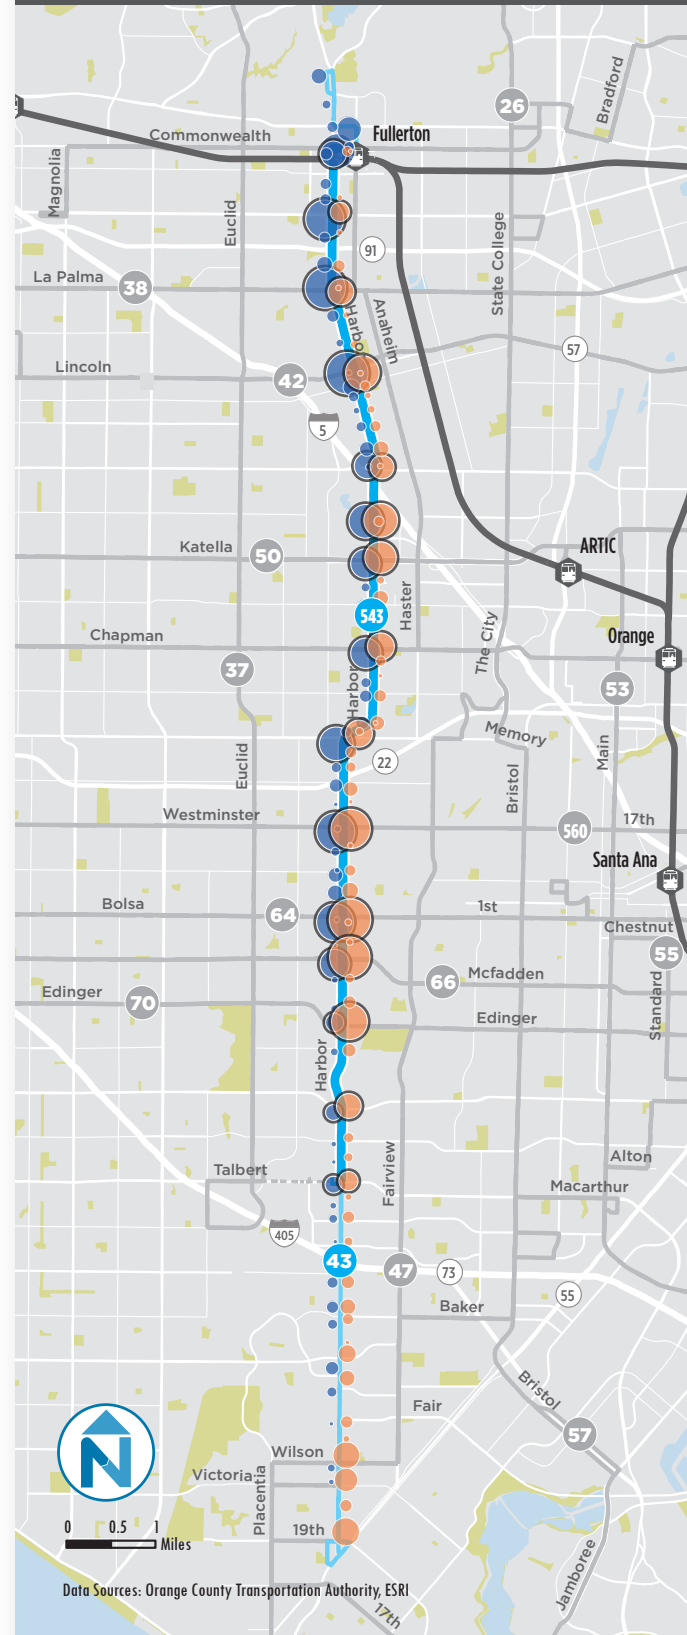 Bradford
26
Fullerton
Commonwealth
Magnolia
Euclid
State College
91
La Palma
38
Harbo
Anaheim
57
Lincoln
42
5
Katella
50
ARTIC
Haster
543
The City
Chapman
Orange
37
53
Harbor
Memory
Main
Euclid
22
Bristol
Westminster
560
17th
Santa Ana
Bolsa
64
1st
Chestnut
55
66
Mcfadden
Edinger
70
Standard
Edinger
Harbor
Fairview
Alton
Talbert
Macarthur
405
43
47
73
55
Baker
Bristol
Fair
57
Wilson
Victoria
Placentia
19th
N
0 0.5 1
Miles
Jamboree
Data Sources: Orange County Transportation Authority, ESRI
17th